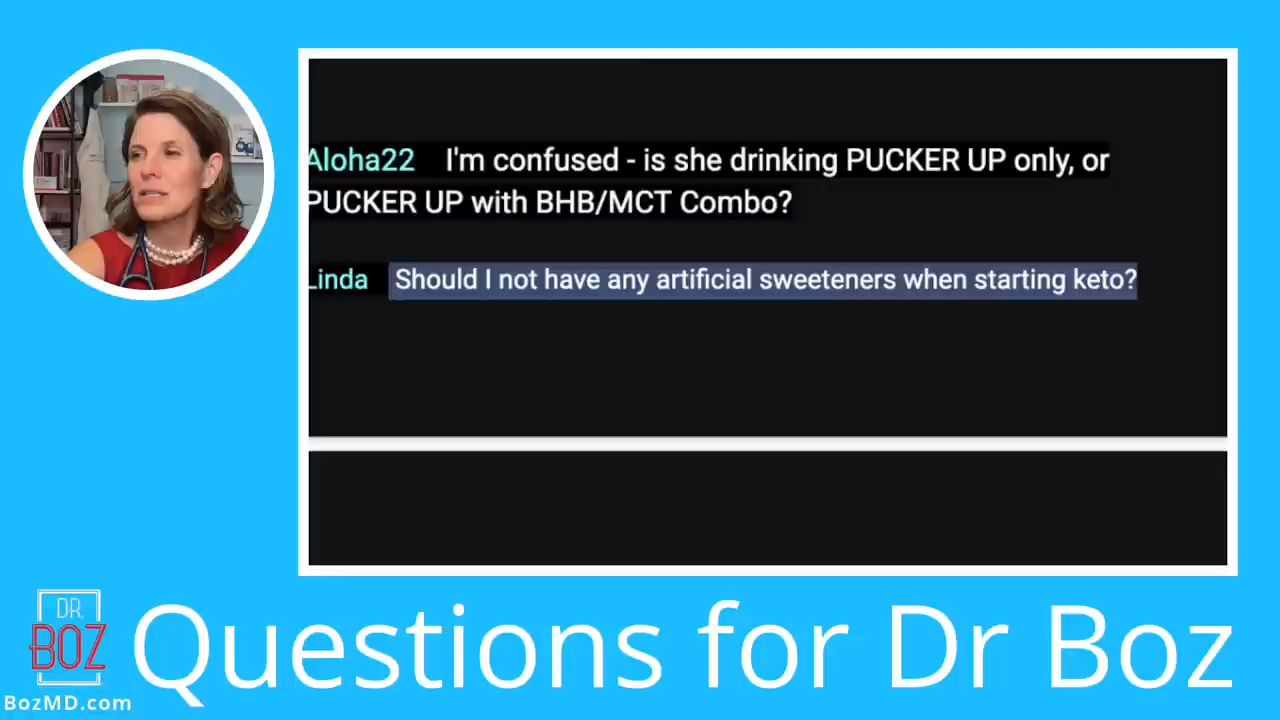 Aloha22 I'm confused - is she drinking PUCKER UP only, or
PUCKER UP with BHB/MCT Combo?
Linda Should I not have any artificial sweeteners when starting keto?
DR.
BOZ
Questions for Dr Boz
BozMD.com